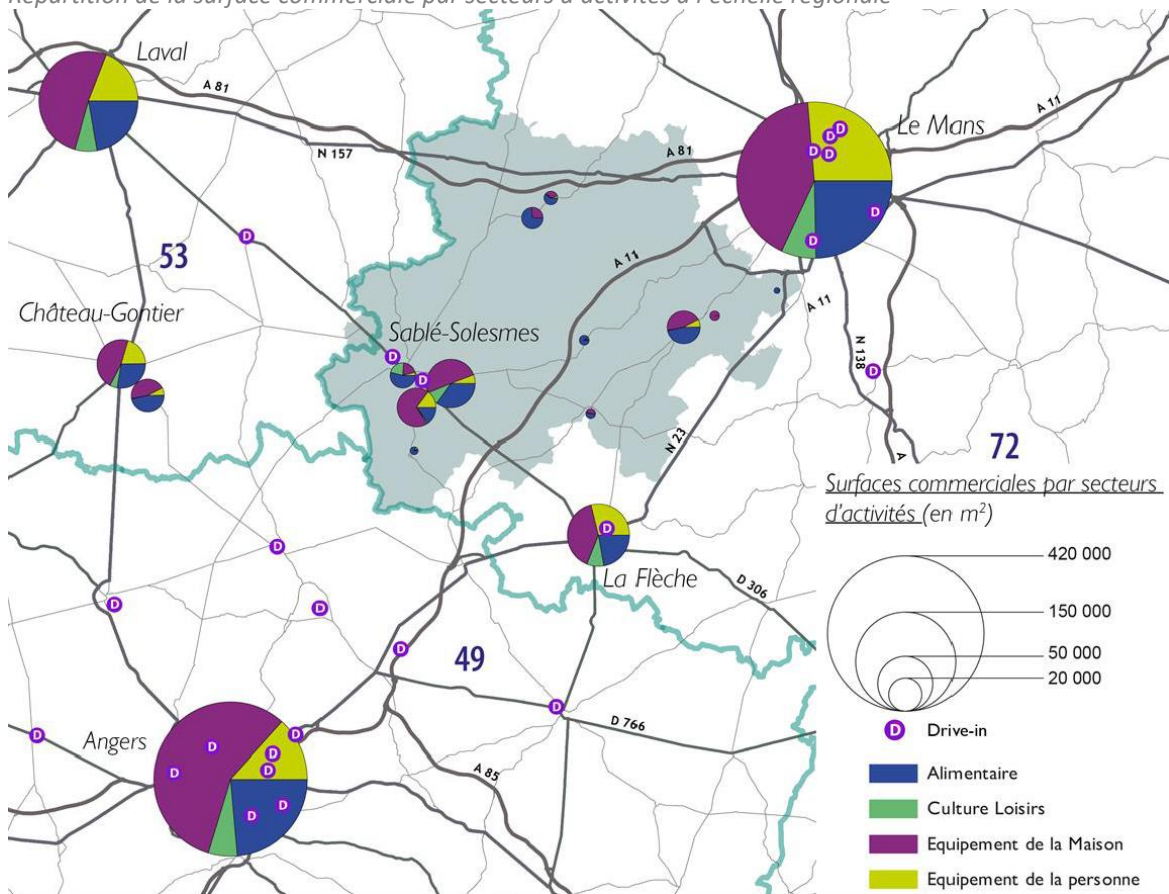 Répartition de la surface commerciale par secteurs d'activités à l'échelle régionale
Laval
A 81
N 157
A 81
Le Mans
A 11
53
A 11
A 11
Château-Gontier
Sablé-Solesmes
N 138
N 23
72
A
La Flèche
D 306
49
D 766
Angers
A 85
Surfaces commerciales par secteurs
d'activités (en m²)
420 000
150 000
50 000
20 000
D Drive-in
Alimentaire
Culture Loisirs
Equipement de la Maison
Equipement de la personne